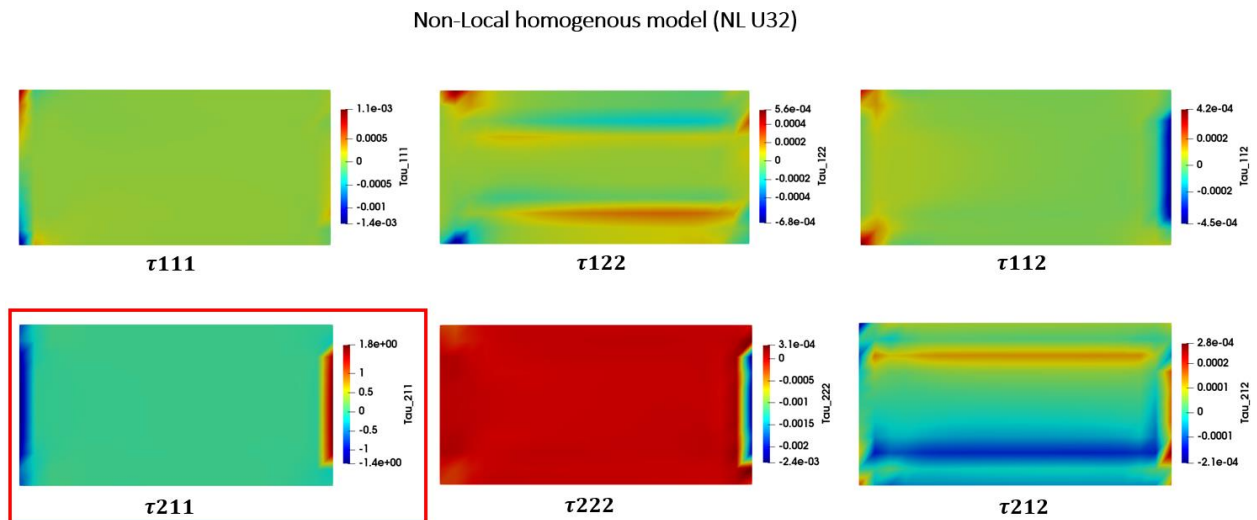 Non-Local homogenous model (NL U32)
1.1e-03
0.0005
0
-0.0005
-0.001
-1.4e-03
Tau_111
τ111
5.6e-04
0.0004
0.0002
0
-0.0002
-0.0004
-6.8e-04
Tau_122
τ122
4.2e-04
0.0002
0
-0.0002
-4.5e-04
Tau_112
τ112
1.8e+00
1
0.5
0
-0.5
-1
-1.4e+00
Tau_211
τ211
3.1e-04
0
-0.0005
-0.001
-0.0015
-0.002
-2.4e-03
Tau_222
τ222
2.8e-04
0.0002
0.0001
0
-0.0001
-2.1e-04
Tau_212
τ212